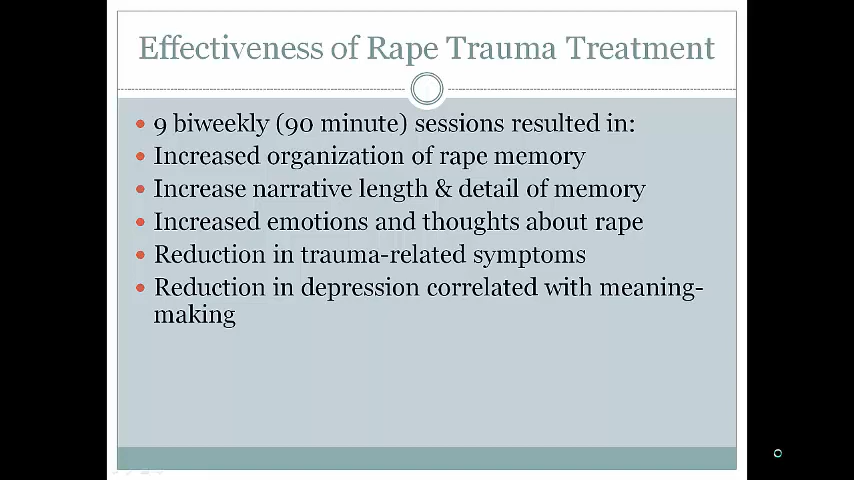 Effectiveness of Rape Trauma Treatment
9 biweekly (90 minute) sessions resulted in:
Increased organization of rape memory
Increase narrative length & detail of memory
Increased emotions and thoughts about rape
Reduction in trauma-related symptoms
Reduction in depression correlated with meaning-
making